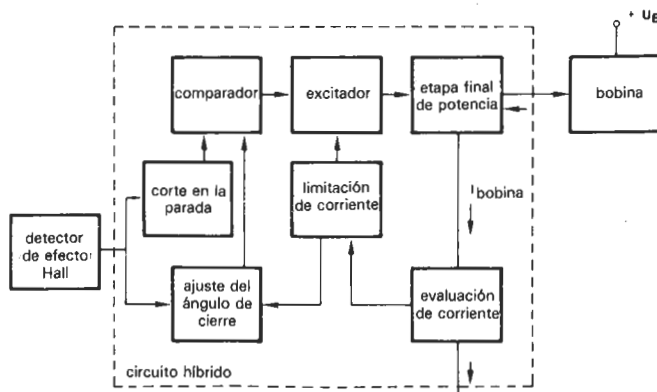 + U_B
comparador
excitador
etapa final
de potencia
bobina
corte en la
parada
limitación
de corriente
I bobina
detector
de efecto
Hall
ajuste del
ángulo de
cierre
evaluación
de corriente
circuito híbrido